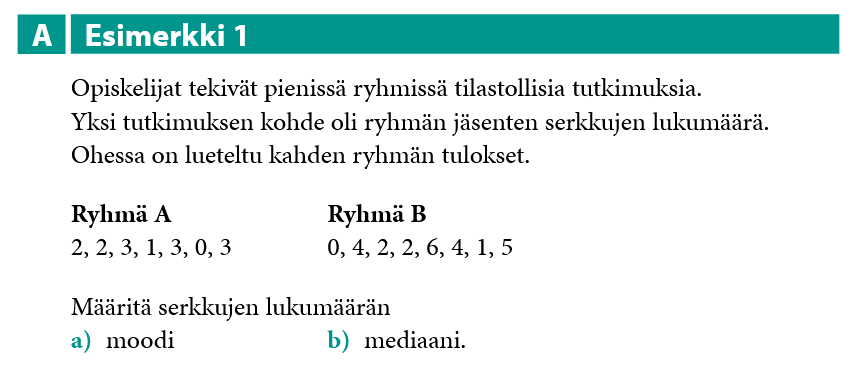 A Esimerkki 1
Opiskelijat tekivät pienissä ryhmissä tilastollisia tutkimuksia.
Yksi tutkimuksen kohde oli ryhmän jäsenten serkkujen lukumäärä.
Ohessa on lueteltu kahden ryhmän tulokset.
Ryhmä A Ryhmä B
2, 2, 3, 1, 3, 0, 3 0, 4, 2, 2, 6, 4, 1, 5
Määritä serkkujen lukumäärän
a) moodi b) mediaani.